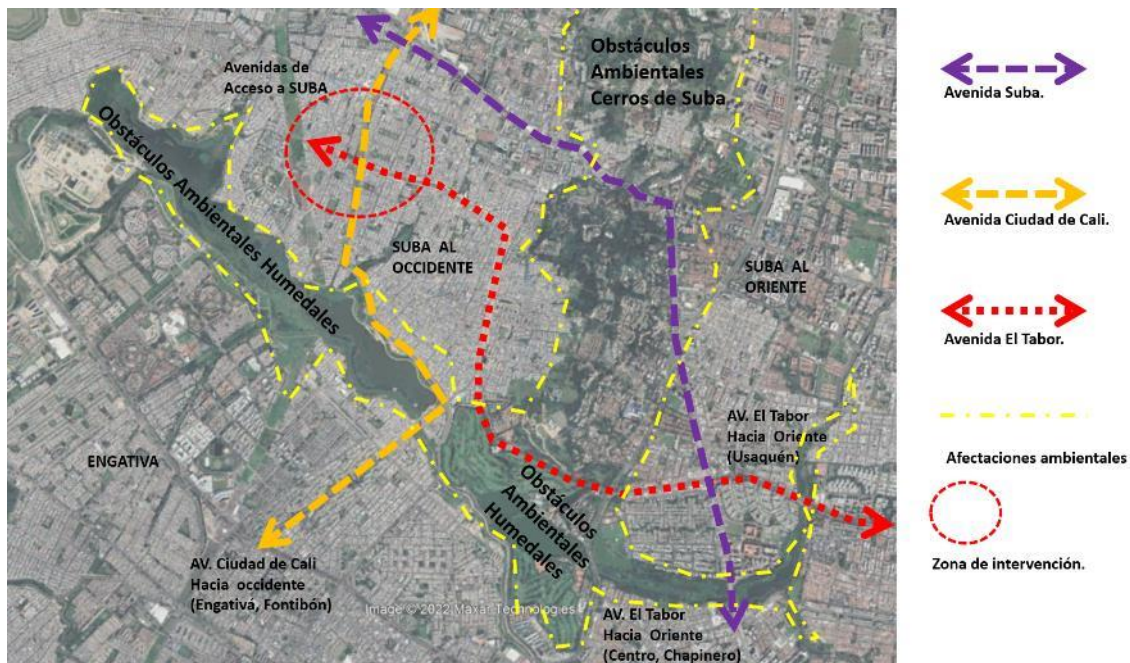 Obstáculos
Ambientales
Cerros de Suba
Avenidas de
Acceso a SUBA
Obstáculos Ambientales Humedales
SUBA AL
OCCIDENTE
SUBA AL
ORIENTE
ENGATIVA
AV. El Tabor
Hacia Oriente
(Usaquén)
Obstáculos
Ambientales
Humedales
AV. Ciudad de Cali
Hacia occidente
(Engativá, Fontibón)
Image © 2022 Maxar Technologies
AV. El Tabor
Hacia Oriente
(Centro, Chapinero)
Avenida Suba.
Avenida Ciudad de Cali.
Avenida El Tabor.
Afectaciones ambientales
Zona de intervención.